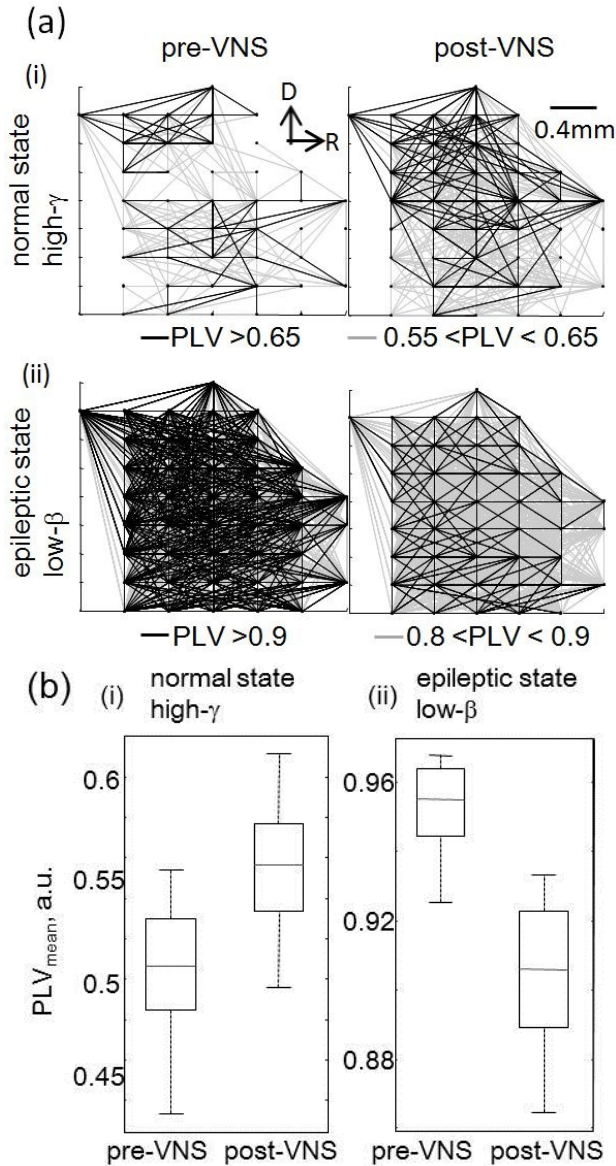 (a)
pre-VNS post-VNS
(i)
normal state
high-γ
D
R
0.4mm
PLV >0.65 0.55 <PLV < 0.65
(ii)
epileptic state
low-β
PLV >0.9 0.8 <PLV < 0.9
(b)
(i) normal state
high-γ
(ii) epileptic state
low-β
PLVmean, a.u.
0.6
0.55
0.5
0.45
0.96
0.92
0.88
pre-VNS post-VNS
pre-VNS post-VNS